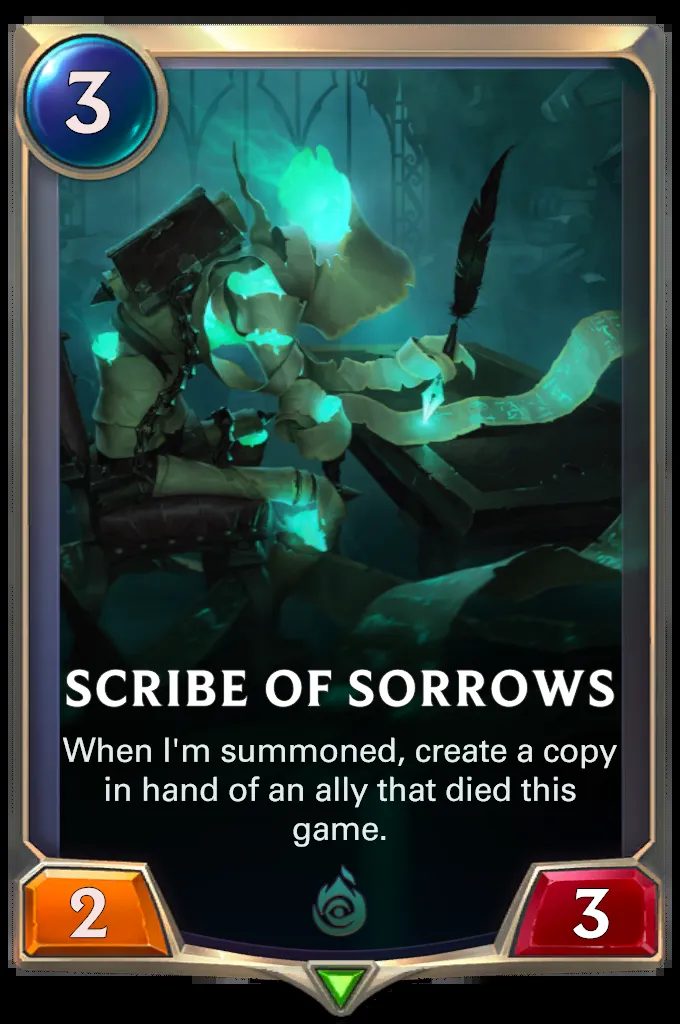 3
SCRIBE OF SORROWS
When I'm summoned, create a copy
in hand of an ally that died this
game.
2
3